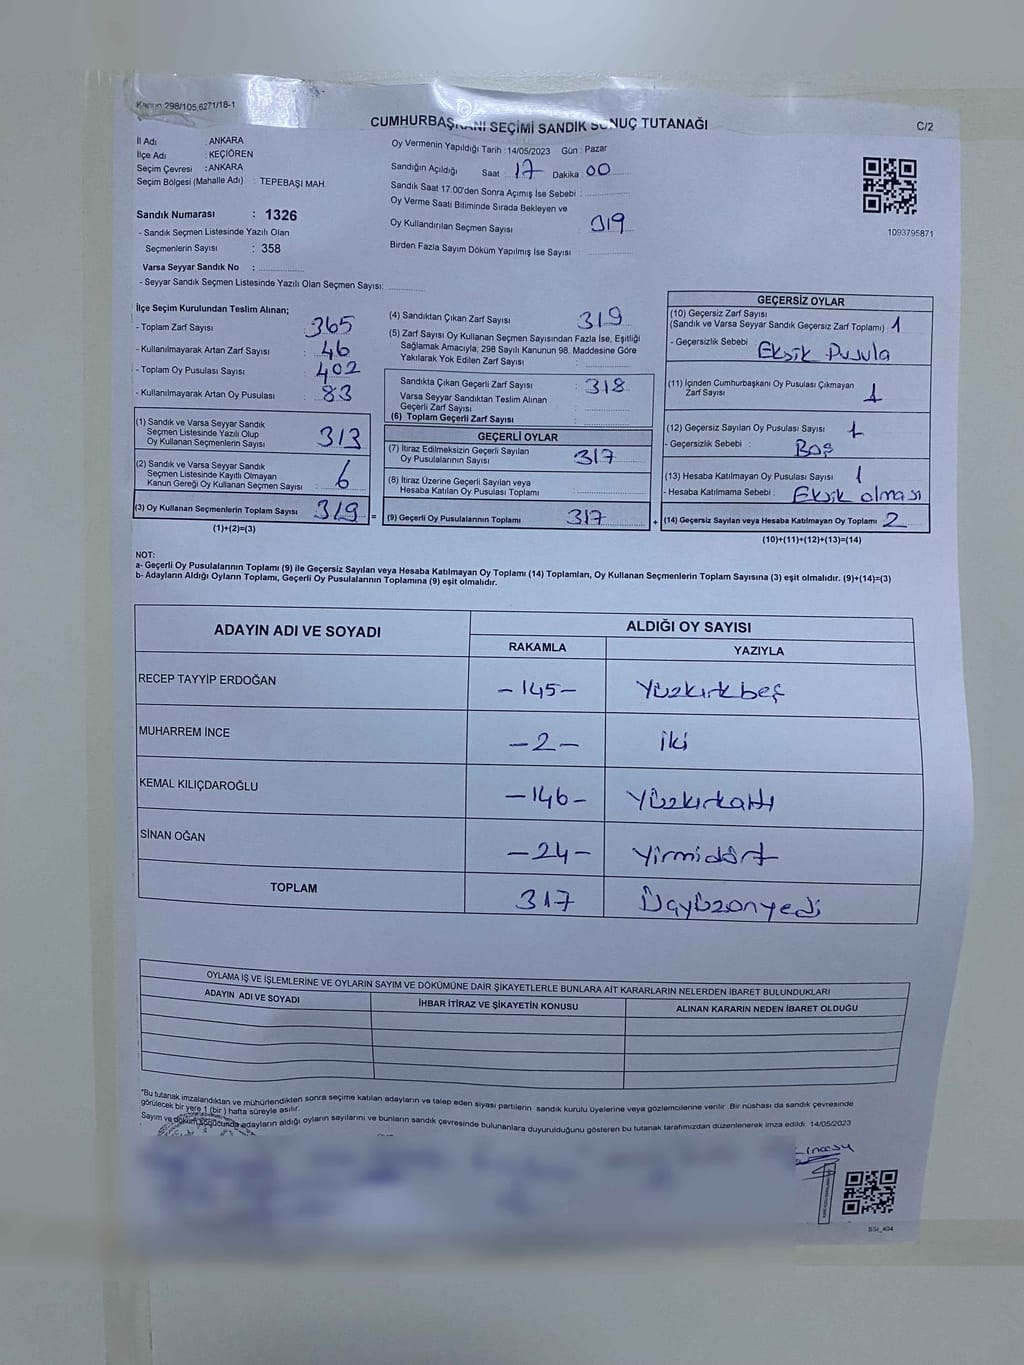 Kanun 298/105,6271/18-1
CUMHURBAŞKANI SEÇİMİ SANDIK SONUÇ TUTANAĞI
C/2
İl Adı : ANKARA
İlçe Adı : KEÇİÖREN
Seçim Çevresi : ANKARA
Seçim Bölgesi (Mahalle Adı) : TEPEBAŞI MAH.
Sandık Numarası : 1326
- Sandık Seçmen Listesinde Yazılı Olan
Seçmenlerin Sayısı : 358
Varsa Seyyar Sandık No : ..............
- Seyyar Sandık Seçmen Listesinde Yazılı Olan Seçmen Sayısı: ..............
Oy Vermenin Yapıldığı Tarih : 14/05/2023 Gün : Pazar
Sandığın Açıldığı Saat : 17 Dakika : 00
Sandık Saat 17.00'den Sonra Açımış İse Sebebi : ..............
Oy Verme Saati Bitiminde Sırada Bekleyen ve
Oy Kullandırılan Seçmen Sayısı : 319
Birden Fazla Sayım Döküm Yapılmış İse Sayısı : ..............
1093795871
İlçe Seçim Kurulundan Teslim Alınan;
- Toplam Zarf Sayısı : 365
- Kullanılmayarak Artan Zarf Sayısı : 46
- Toplam Oy Pusulası Sayısı : 402
- Kullanılmayarak Artan Oy Pusulası : 83
(1) Sandık ve Varsa Seyyar Sandık
Seçmen Listesinde Yazılı Olup
Oy Kullanan Seçmenlerin Sayısı : 313
(2) Sandık ve Varsa Seyyar Sandık
Seçmen Listesinde Kayıtlı Olmayan
Kanun Gereği Oy Kullanan Seçmen Sayısı : 6
(3) Oy Kullanan Seçmenlerin Toplam Sayısı : 319 =
(1)+(2)=(3)
(4) Sandıktan Çıkan Zarf Sayısı : 319
(5) Zarf Sayısı Oy Kullanan Seçmen Sayısından Fazla İse, Eşitliği
Sağlamak Amacıyla, 298 Sayılı Kanunun 98. Maddesine Göre
Yakılarak Yok Edilen Zarf Sayısı : ..............
Sandıkta Çıkan Geçerli Zarf Sayısı : 318
Varsa Seyyar Sandıktan Teslim Alınan
Geçerli Zarf Sayısı : ..............
(6) Toplam Geçerli Zarf Sayısı : ..............
GEÇERLİ OYLAR
(7) İtiraz Edilmeksizin Geçerli Sayılan
Oy Pusulalarının Sayısı : 317
(8) İtiraz Üzerine Geçerli Sayılan veya
Hesaba Katılan Oy Pusulası Toplamı : ..............
(9) Geçerli Oy Pusulalarının Toplamı : 317 +
GEÇERSİZ OYLAR
(10) Geçersiz Zarf Sayısı
(Sandık ve Varsa Seyyar Sandık Geçersiz Zarf Toplamı) : 1
- Geçersizlik Sebebi : Eksik Pusula
(11) İçinden Cumhurbaşkanı Oy Pusulası Çıkmayan
Zarf Sayısı : 1
(12) Geçersiz Sayılan Oy Pusulası Sayısı : 1
- Geçersizlik Sebebi : Boş
(13) Hesaba Katılmayan Oy Pusulası Sayısı : 1
- Hesaba Katılmama Sebebi : Eksik olması
(14) Geçersiz Sayılan veya Hesaba Katılmayan Oy Toplamı : 2
(10)+(11)+(12)+(13)=(14)
NOT:
a- Geçerli Oy Pusulalarının Toplamı (9) ile Geçersiz Sayılan veya Hesaba Katılmayan Oy Toplamı (14) Toplamları, Oy Kullanan Seçmenlerin Toplam Sayısına (3) eşit olmalıdır. (9)+(14)=(3)
b- Adayların Aldığı Oyların Toplamı, Geçerli Oy Pusulalarının Toplamına (9) eşit olmalıdır.
ADAYIN ADI VE SOYADI
ALDIĞI OY SAYISI
RAKAMLA YAZIYLA
RECEP TAYYİP ERDOĞAN -145- Yüzkırkbeş
MUHARREM İNCE -2- iki
KEMAL KILIÇDAROĞLU -146- Yüzkırkaltı
SİNAN OĞAN -24- Yirmidört
TOPLAM 317 Üçyüzonyedi
OYLAMA İŞ VE İŞLEMLERİNE VE OYLARIN SAYIM VE DÖKÜMÜNE DAİR ŞİKAYETLERLE BUNLARA AİT KARARLARIN NELERDEN İBARET BULUNDUKLARI
ADAYIN ADI VE SOYADI İHBAR İTİRAZ VE ŞİKAYETİN KONUSU ALINAN KARARIN NEDEN İBARET OLDUĞU
*Bu tutanak imzalandıktan ve mühürlendikten sonra seçime katılan adayların ve talep eden siyasi partilerin sandık kurulu üyelerine veya gözlemcilerine verilir. Bir nüshası da sandık çevresinde
görülecek bir yere 1 (bir) hafta süreyle asılır.
Sayım ve döküm sonucunda adayların aldığı oyların sayılarını ve bunların sandık çevresinde bulunanlara duyurulduğunu gösteren bu tutanak tarafımızdan düzenlenerek imza edildi. 14/05/2023